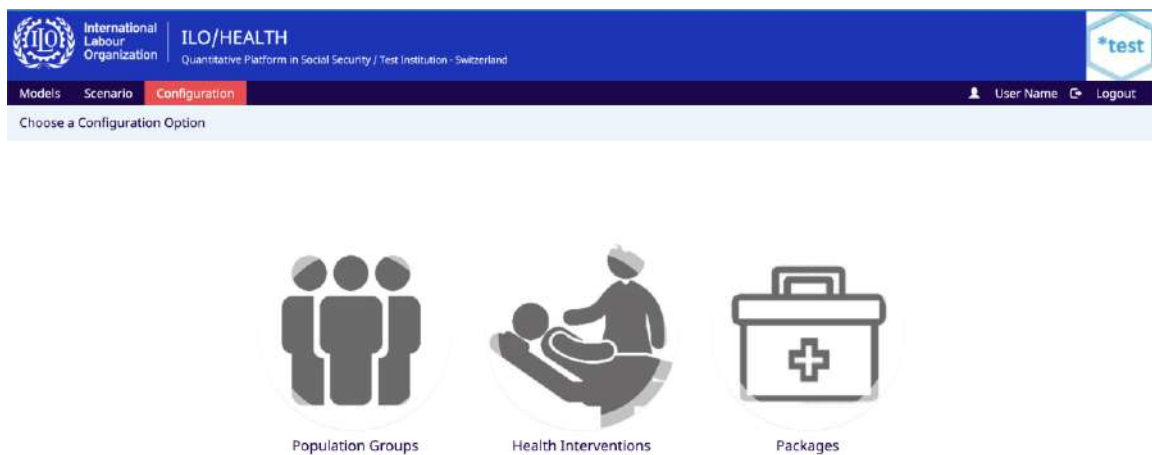 International
Labour
Organization
ILO/HEALTH
Quantitative Platform in Social Security / Test Institution - Switzerland
*test
Models Scenario Configuration User Name Logout
Choose a Configuration Option
Population Groups Health Interventions Packages